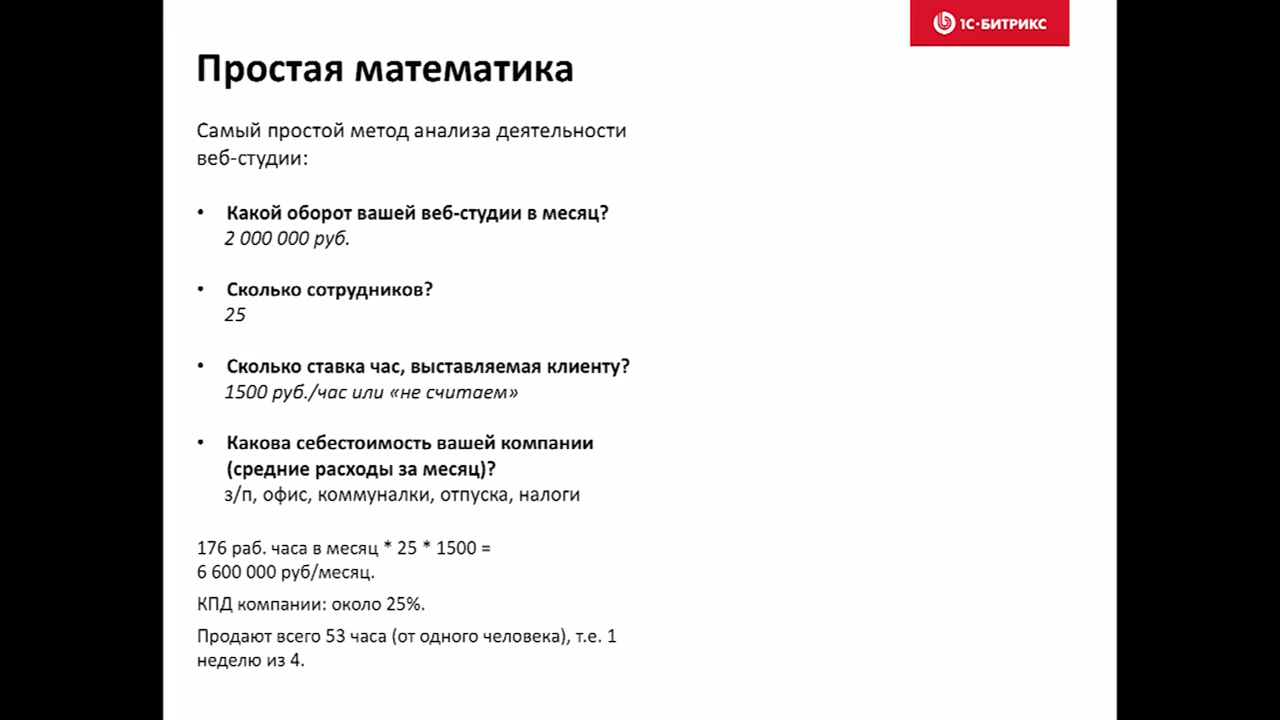 1С·БИТРИКС
Простая математика
Самый простой метод анализа деятельности
веб-студии:
• Какой оборот вашей веб-студии в месяц?
2 000 000 руб.
• Сколько сотрудников?
25
• Сколько ставка час, выставляемая клиенту?
1500 руб./час или «не считаем»
• Какова себестоимость вашей компании
(средние расходы за месяц)?
з/п, офис, коммуналки, отпуска, налоги
176 раб. часа в месяц * 25 * 1500 =
6 600 000 руб/месяц.
КПД компании: около 25%.
Продают всего 53 часа (от одного человека), т.е. 1
неделю из 4.